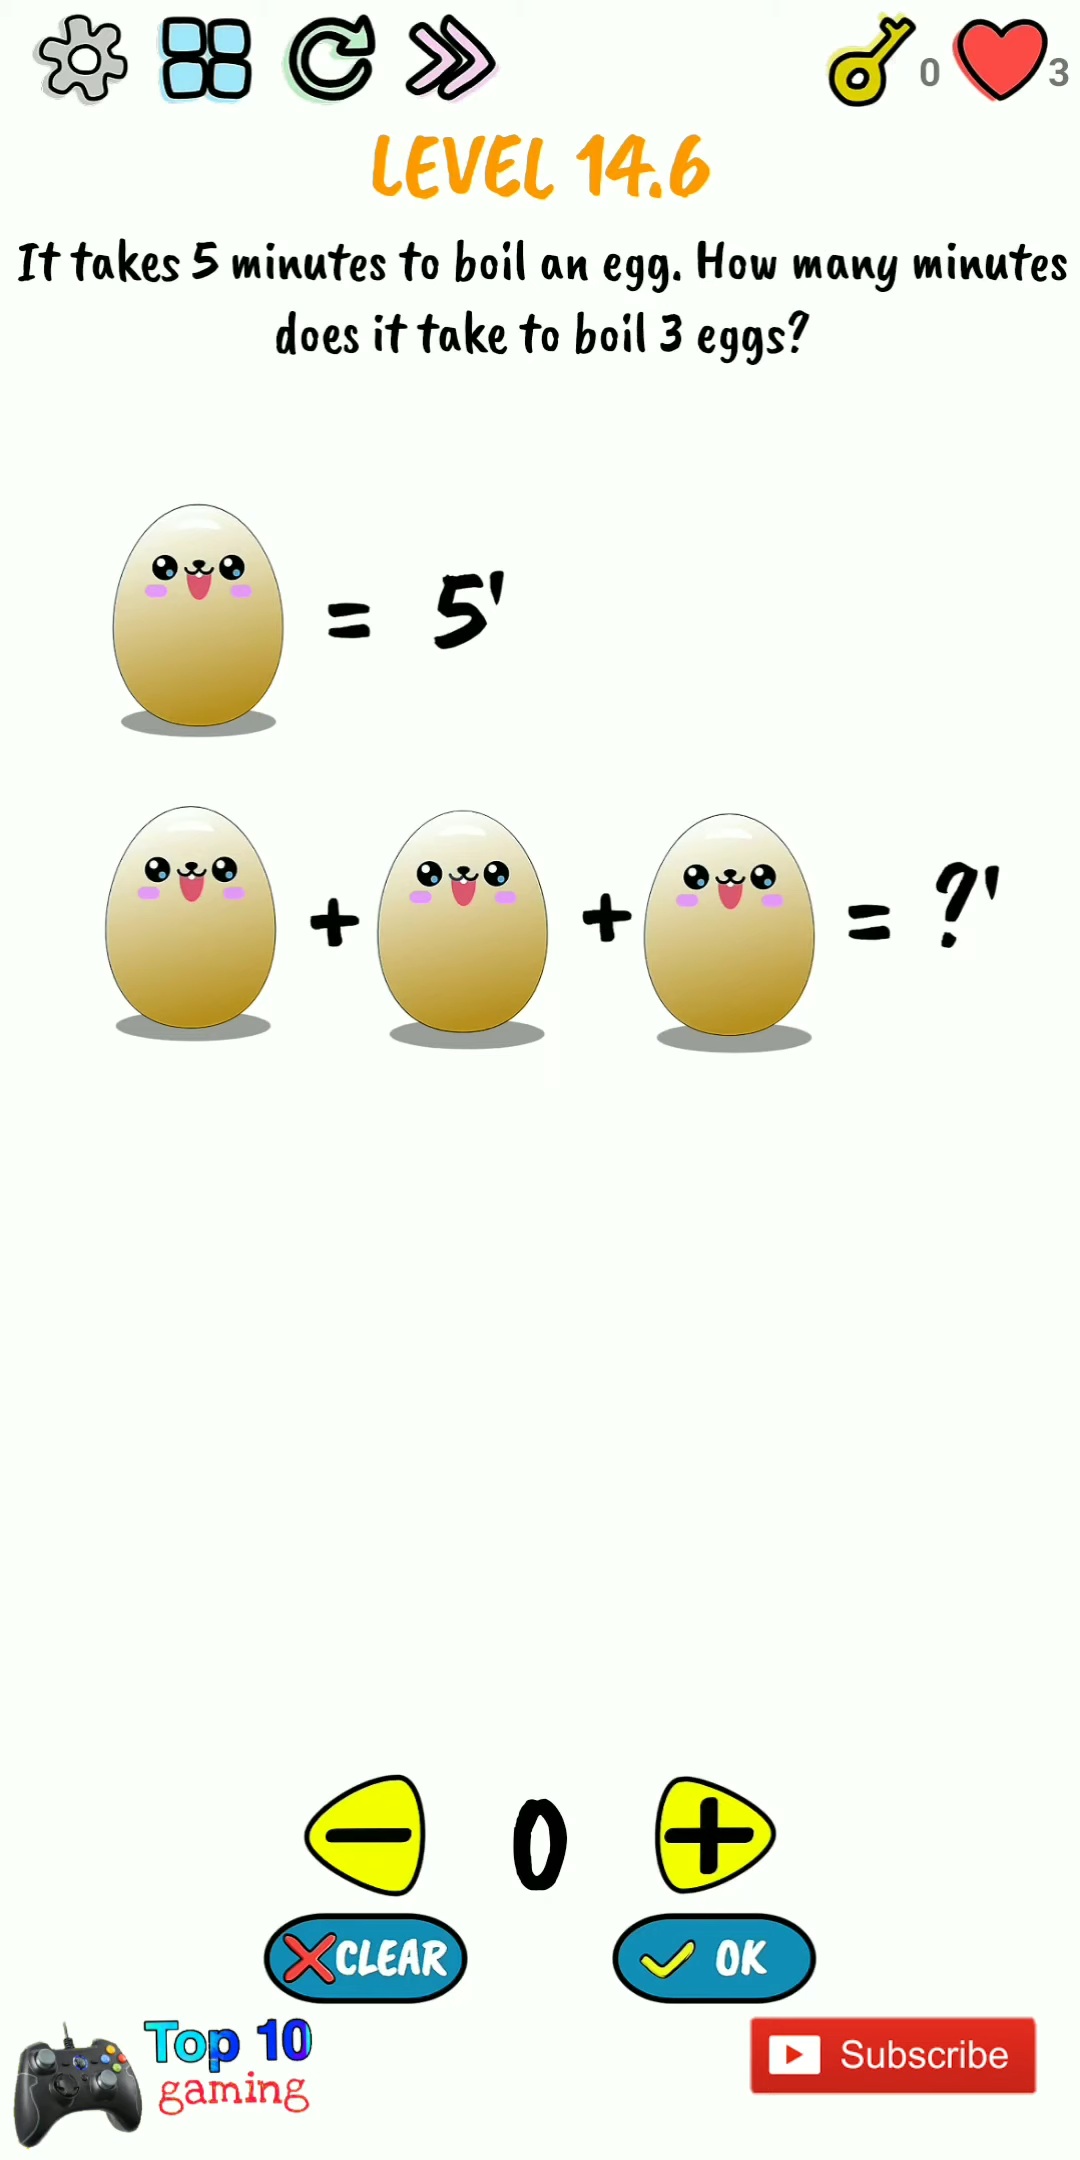 0
3
LEVEL 14.6
It takes 5 minutes to boil an egg. How many minutes
does it take to boil 3 eggs?
= 5'
+ + = ?'
- 0 +
CLEAR OK
Top 10
gaming
Subscribe